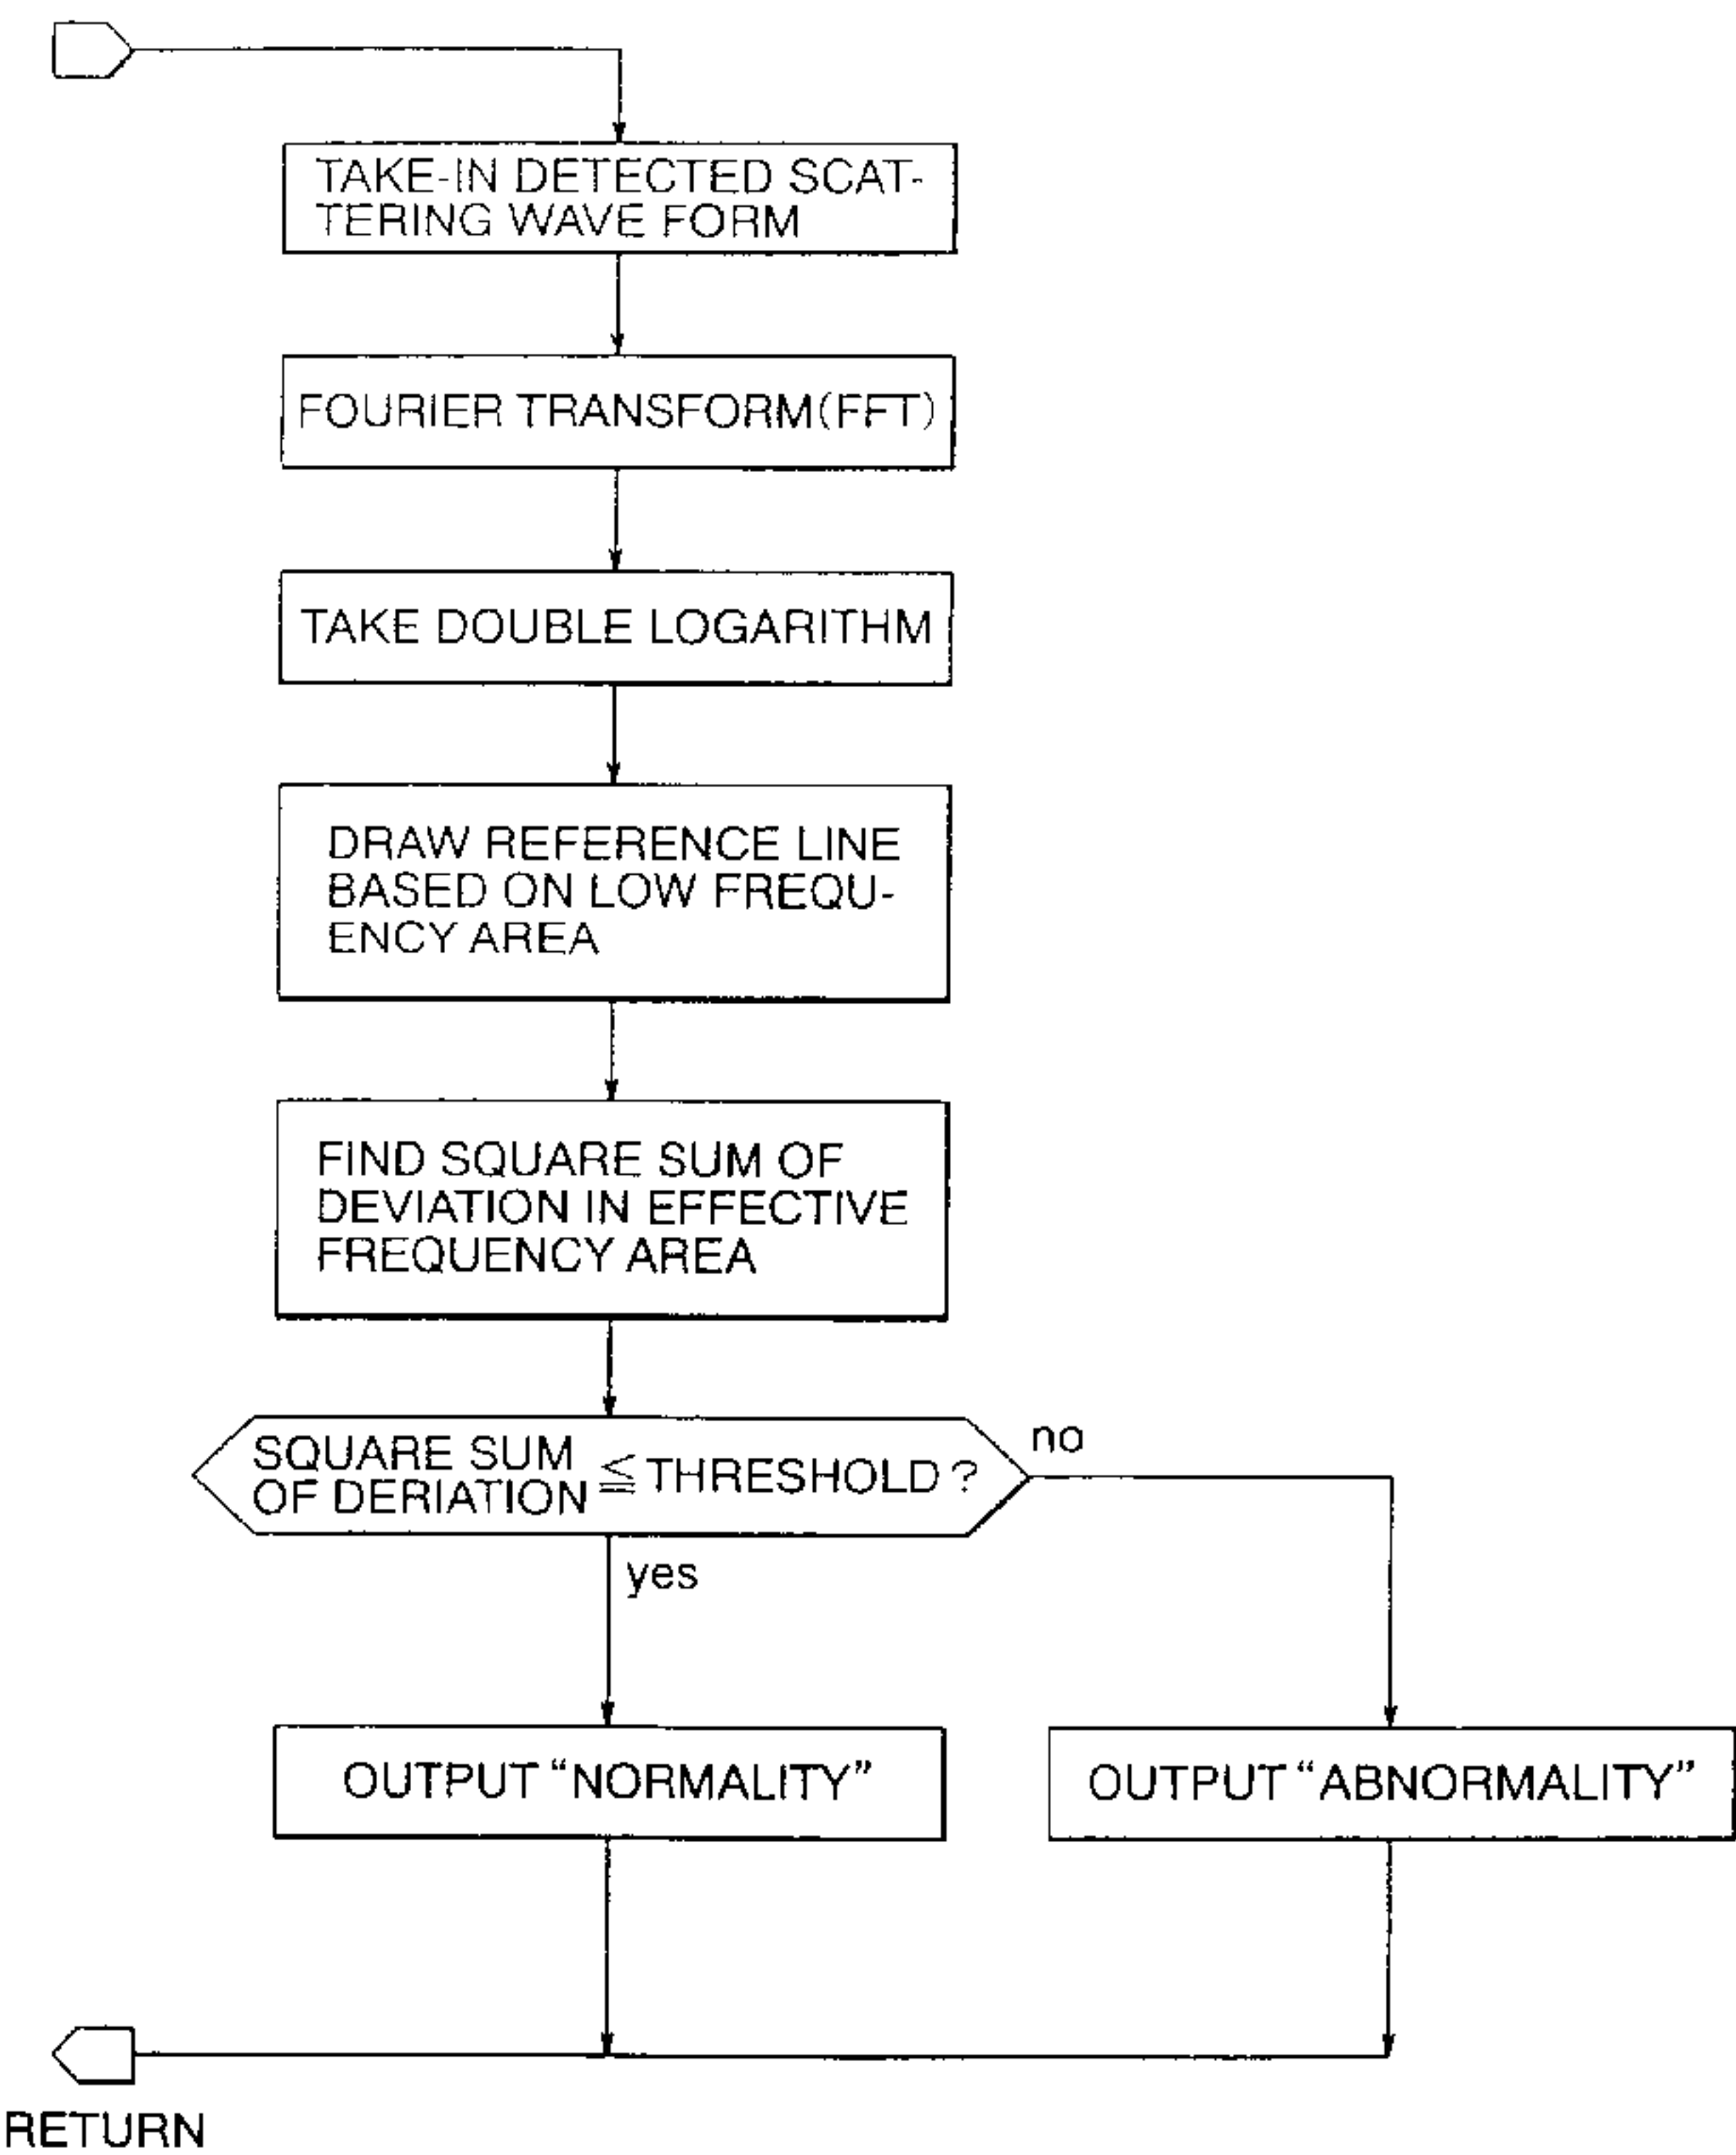 TAKE-IN DETECTED SCAT-
TERING WAVE FORM
FOURIER TRANSFORM(FFT)
TAKE DOUBLE LOGARITHM
DRAW REFERENCE LINE
BASED ON LOW FREQU-
ENCY AREA
FIND SQUARE SUM OF
DEVIATION IN EFFECTIVE
FREQUENCY AREA
SQUARE SUM
OF DERIATION ≦ THRESHOLD ?
no
yes
OUTPUT “NORMALITY”
OUTPUT “ABNORMALITY”
RETURN